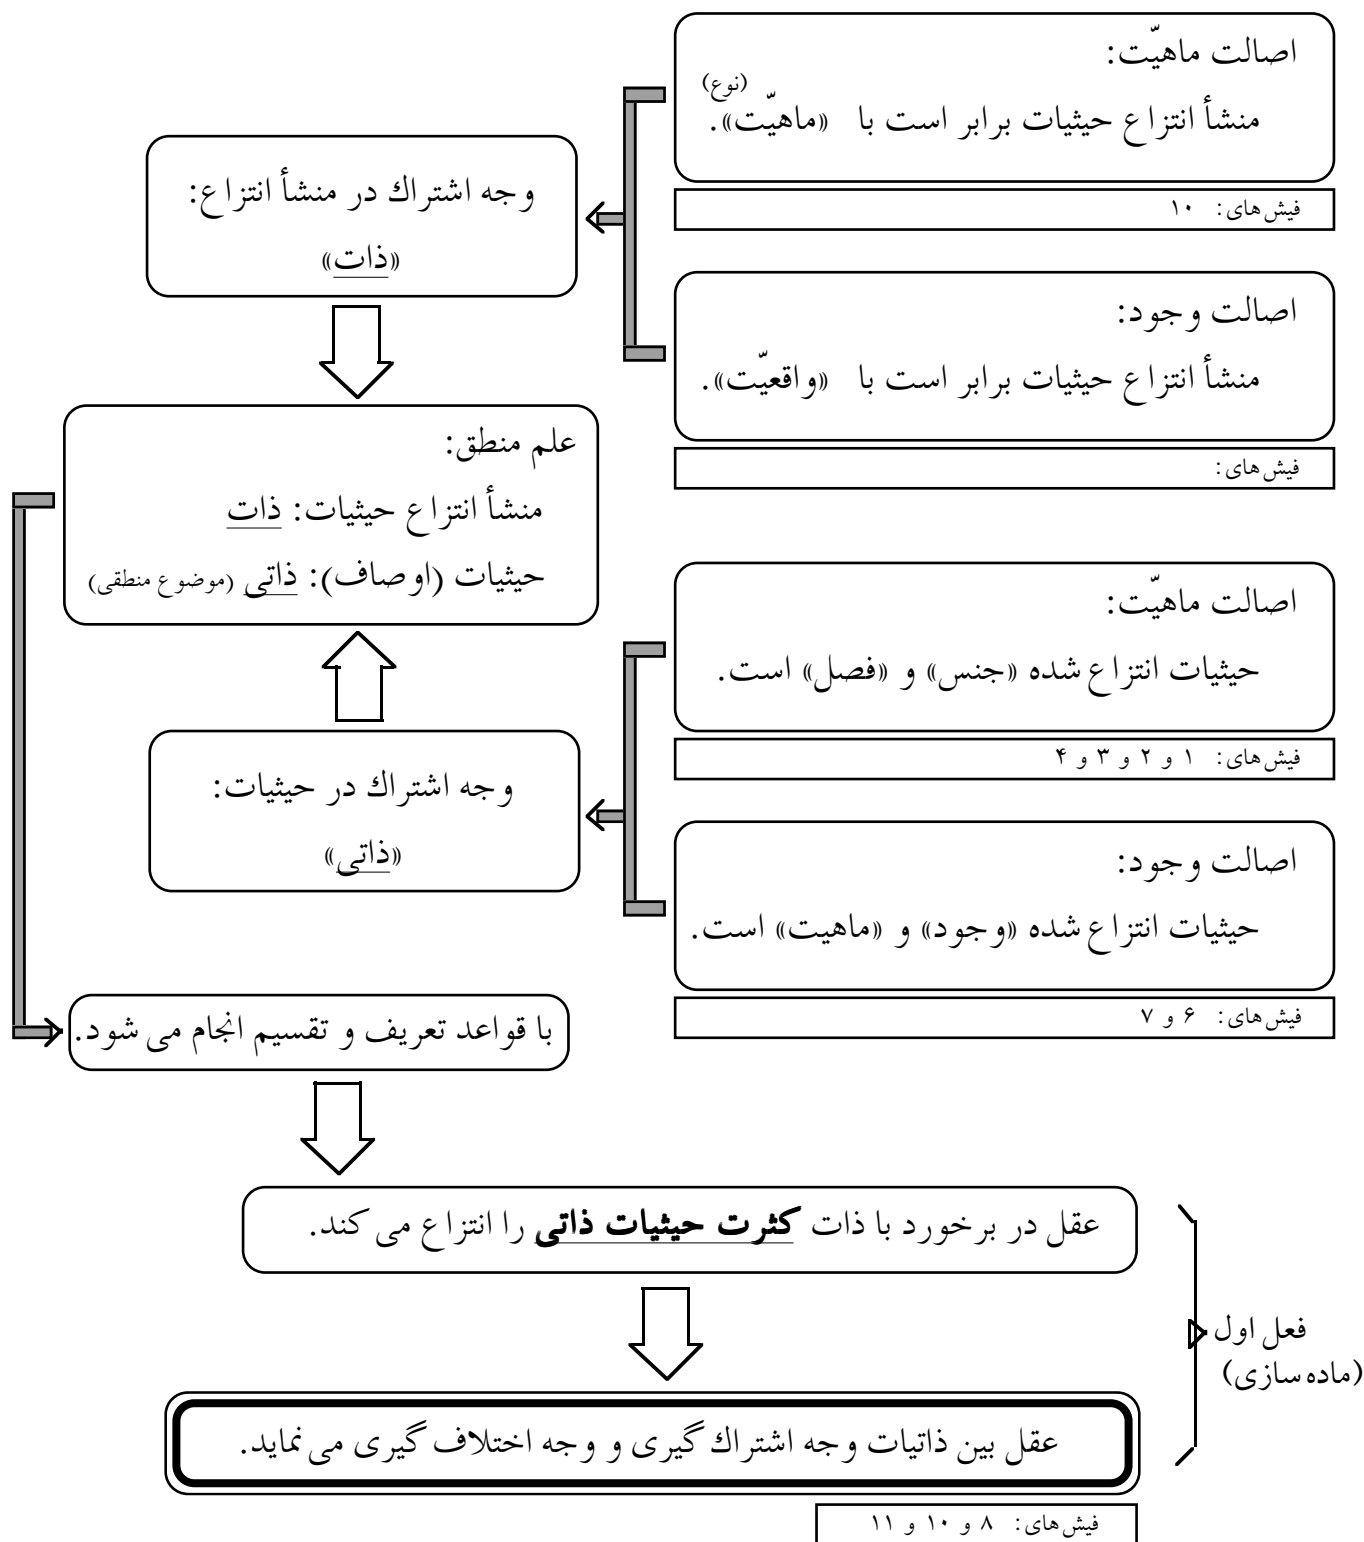 اصالت ماهیّت:
(نوع)
منشأ انتزاع حیثیات برابر است با «ماهیّت».
فیش‌های: ۱۰
وجه اشتراك در منشأ انتزاع:
«ذات»
اصالت وجود:
منشأ انتزاع حیثیات برابر است با «واقعیّت».
فیش‌های:
علم منطق:
منشأ انتزاع حیثیات: ذات
حیثیات (اوصاف): ذاتی (موضوع منطقی)
اصالت ماهیّت:
حیثیات انتزاع شده «جنس» و «فصل» است.
فیش‌های: ۱ و ۲ و ۳ و ۴
وجه اشتراك در حیثیات:
«ذاتی»
اصالت وجود:
حیثیات انتزاع شده «وجود» و «ماهیت» است.
فیش‌های: ۶ و ۷
با قواعد تعریف و تقسیم انجام می شود.
عقل در برخورد با ذات کثرت حیثیات ذاتی را انتزاع می کند.
فعل اول
(ماده سازی)
عقل بین ذاتیات وجه اشتراك گیری و وجه اختلاف گیری می نماید.
فیش‌های: ۸ و ۱۰ و ۱۱